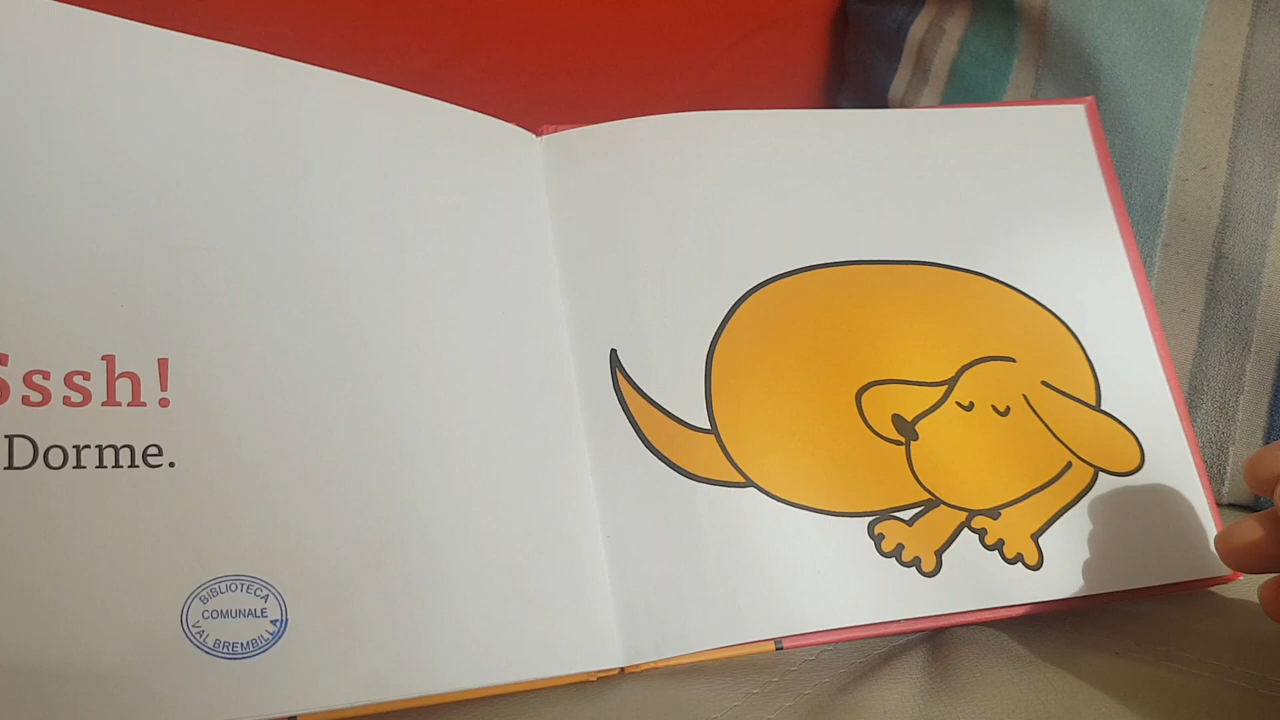 Sssh!
Dorme.
BIBLIOTECA
COMUNALE
VAL BREMBILLA